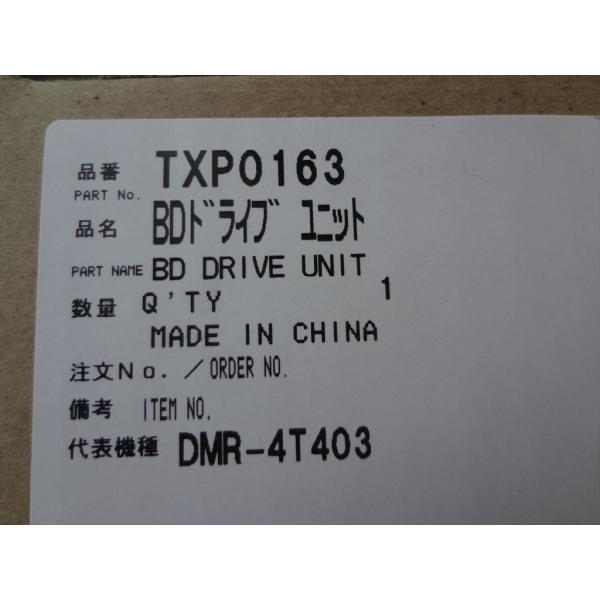 品番 TXP0163
PART No.
品名 BDﾄﾞﾗｲﾌﾞ ﾕﾆｯﾄ
PART NAME BD DRIVE UNIT
数量 Q'TY 1
MADE IN CHINA
注文No. ／ORDER NO.
備考 ITEM NO.
代表機種 DMR-4T403